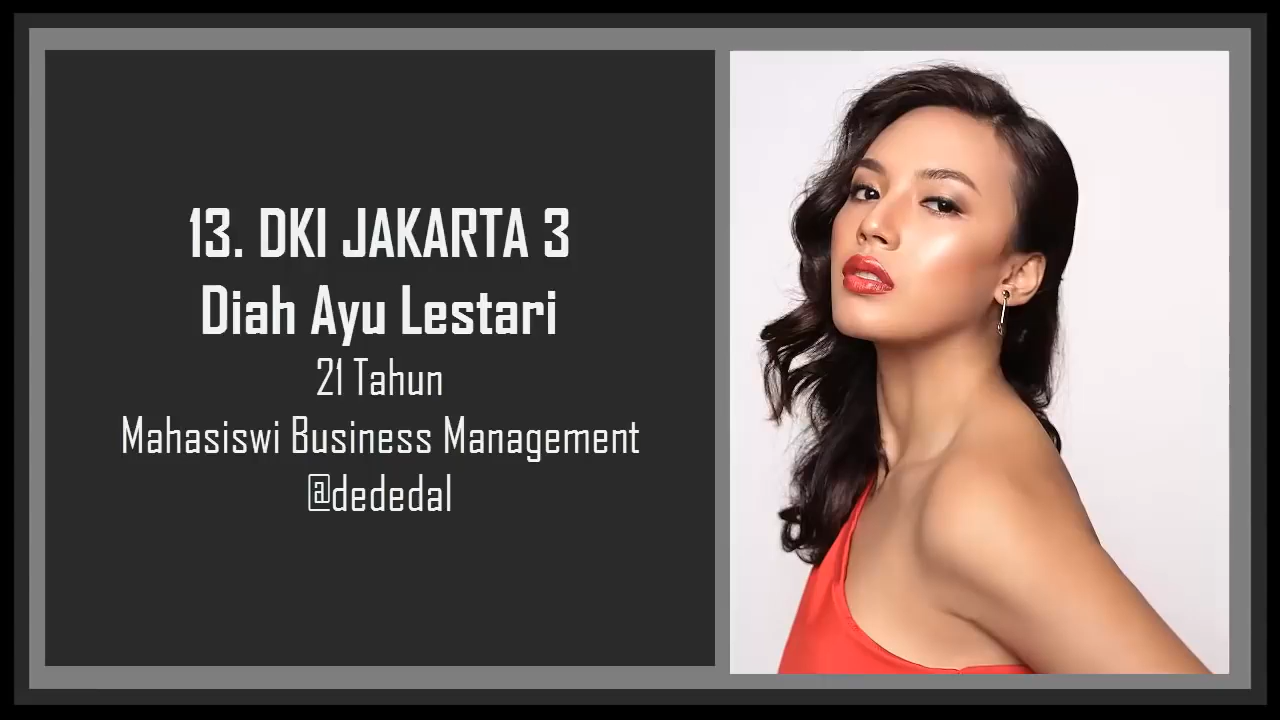 13. DKI JAKARTA 3
Diah Ayu Lestari
21 Tahun
Mahasiswi Business Management
@dededal